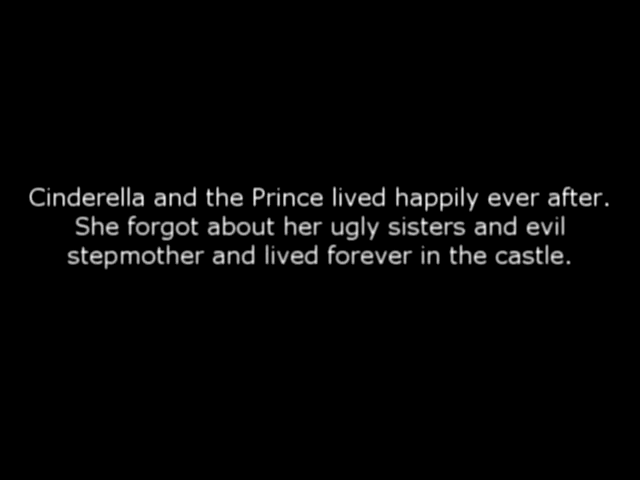 Cinderella and the Prince lived happily ever after.
She forgot about her ugly sisters and evil
stepmother and lived forever in the castle.